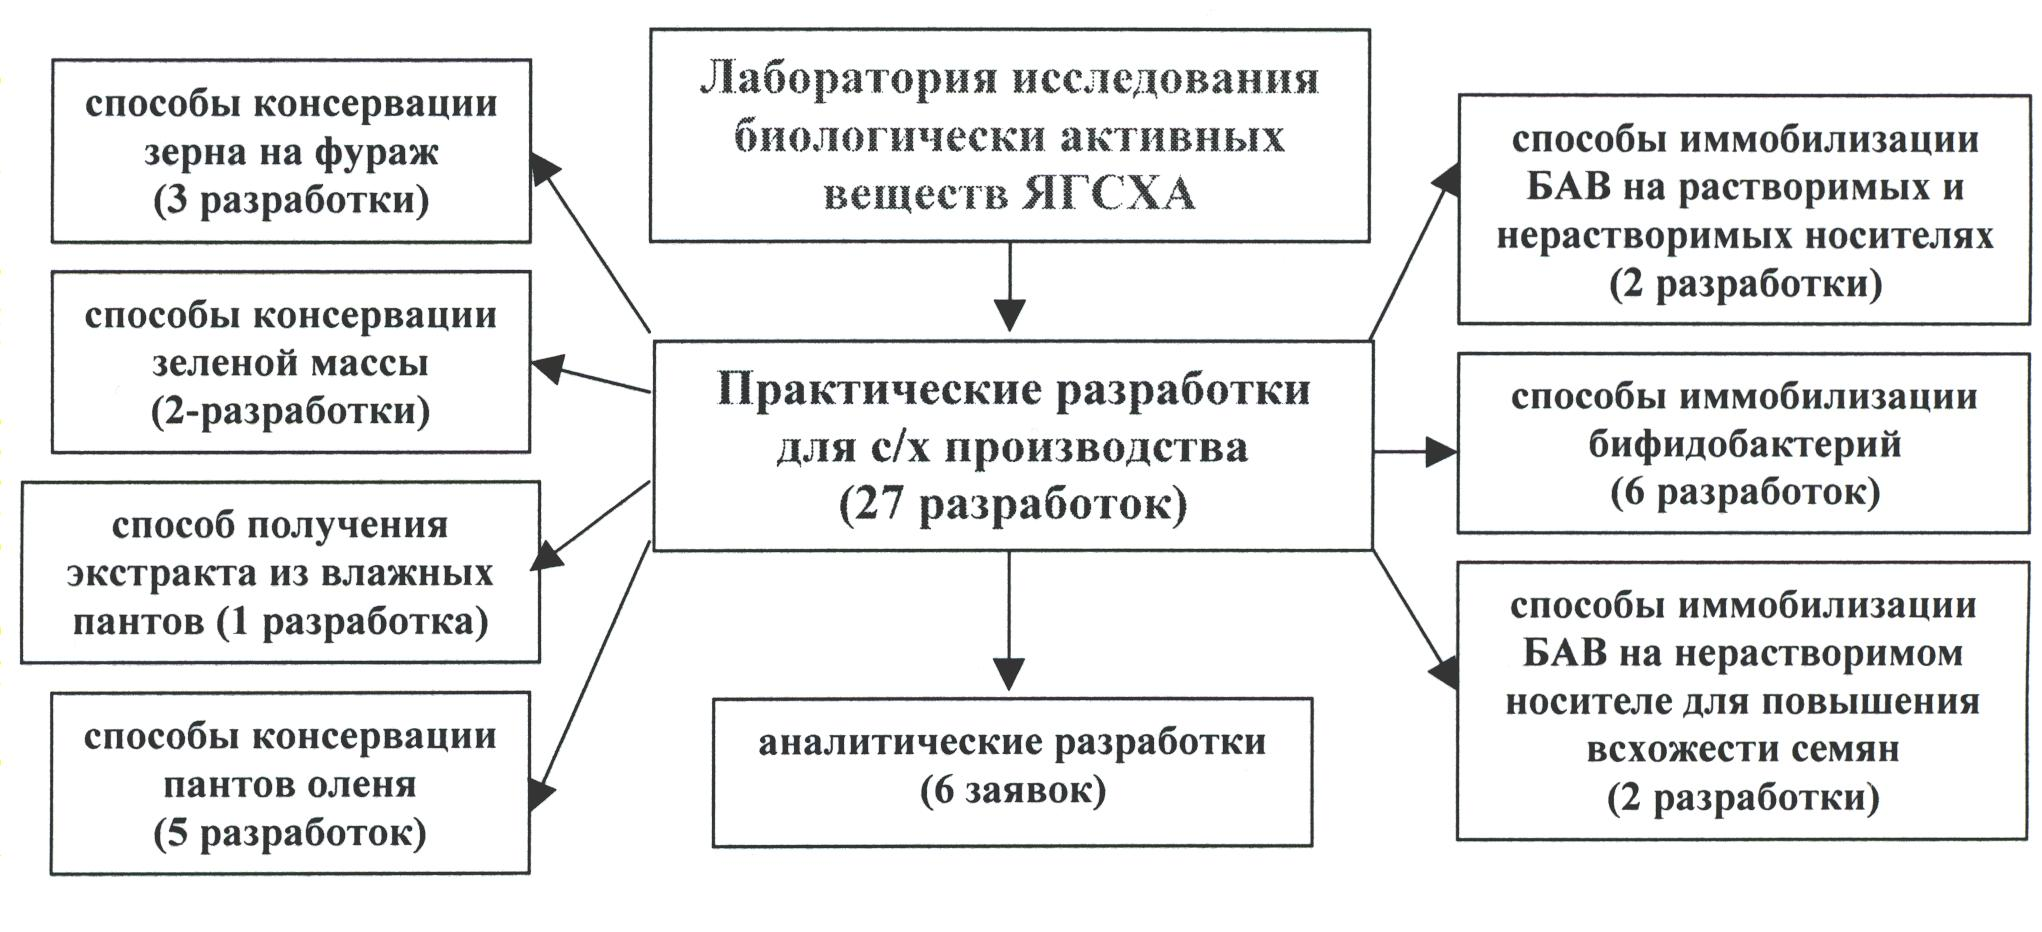 Лаборатория исследования
биологически активных
веществ ЯГСХА
способы консервации
зерна на фураж
(3 разработки)
способы консервации
зеленой массы
(2-разработки)
способ получения
экстракта из влажных
пантов (1 разработка)
способы консервации
пантов оленя
(5 разработок)
Практические разработки
для с/х производства
(27 разработок)
аналитические разработки
(6 заявок)
способы иммобилизации
БАВ на растворимых и
нерастворимых носителях
(2 разработки)
способы иммобилизации
бифидобактерий
(6 разработок)
способы иммобилизации
БАВ на нерастворимом
носителе для повышения
всхожести семян
(2 разработки)